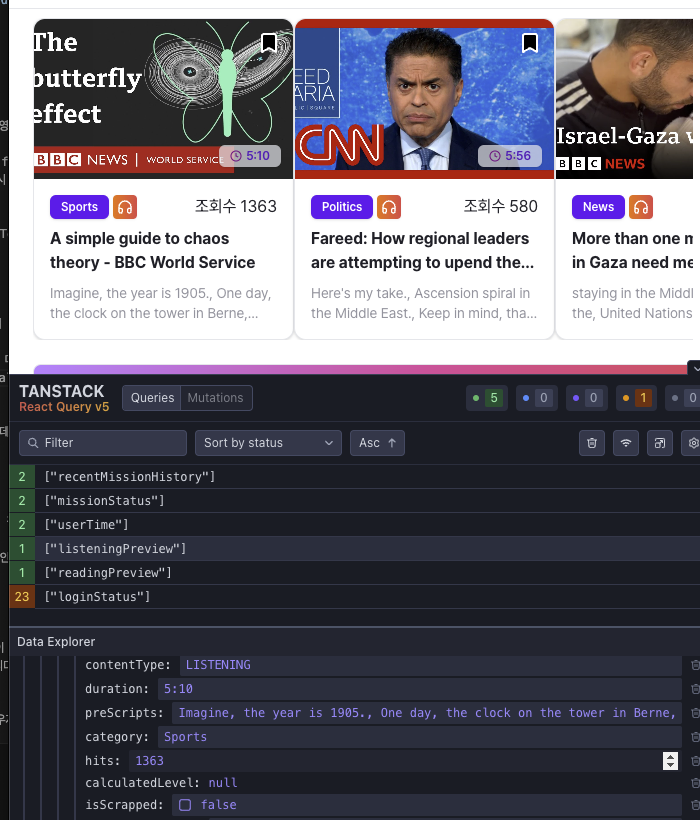 The
butterfly
effect
BBC NEWS | WORLD SERVICE
5:10
EED
ARIA
PUBLIC SQUARE
CNN
5:56
Israel-Gaza w
BBC NEWS
Sports
조회수 1363
A simple guide to chaos
theory - BBC World Service
Imagine, the year is 1905., One day,
the clock on the tower in Berne,...
Politics
조회수 580
Fareed: How regional leaders
are attempting to upend the...
Here's my take., Ascension spiral in
the Middle East., Keep in mind, tha...
News
More than one m
in Gaza need me
staying in the Middl
the, United Nations
TANSTACK
React Query v5
Queries
Mutations
5
0
0
1
0
Filter
Sort by status
Asc
2 ["recentMissionHistory"]
2 ["missionStatus"]
2 ["userTime"]
1 ["listeningPreview"]
1 ["readingPreview"]
23 ["loginStatus"]
Data Explorer
contentType: LISTENING
duration: 5:10
preScripts: Imagine, the year is 1905., One day, the clock on the tower in Berne,
category: Sports
hits: 1363
calculatedLevel: null
isScrapped: false